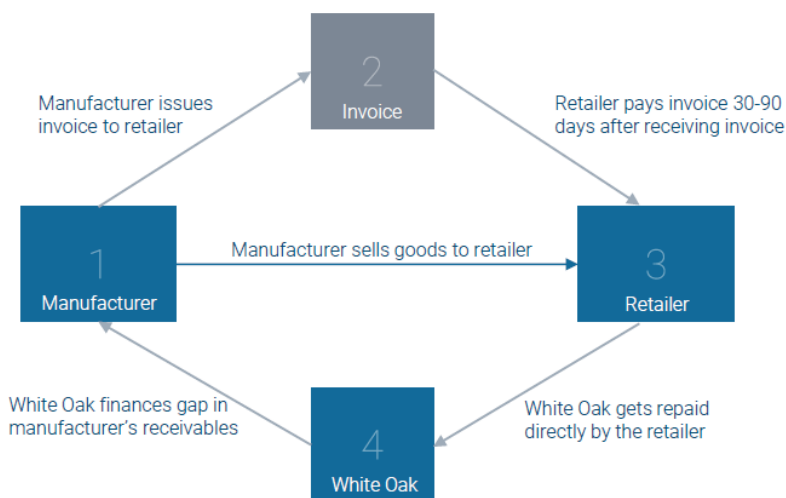 2
Invoice
Manufacturer issues
invoice to retailer
Retailer pays invoice 30-90
days after receiving invoice
1
Manufacturer
Manufacturer sells goods to retailer
3
Retailer
White Oak finances gap in
manufacturer's receivables
4
White Oak
White Oak gets repaid
directly by the retailer